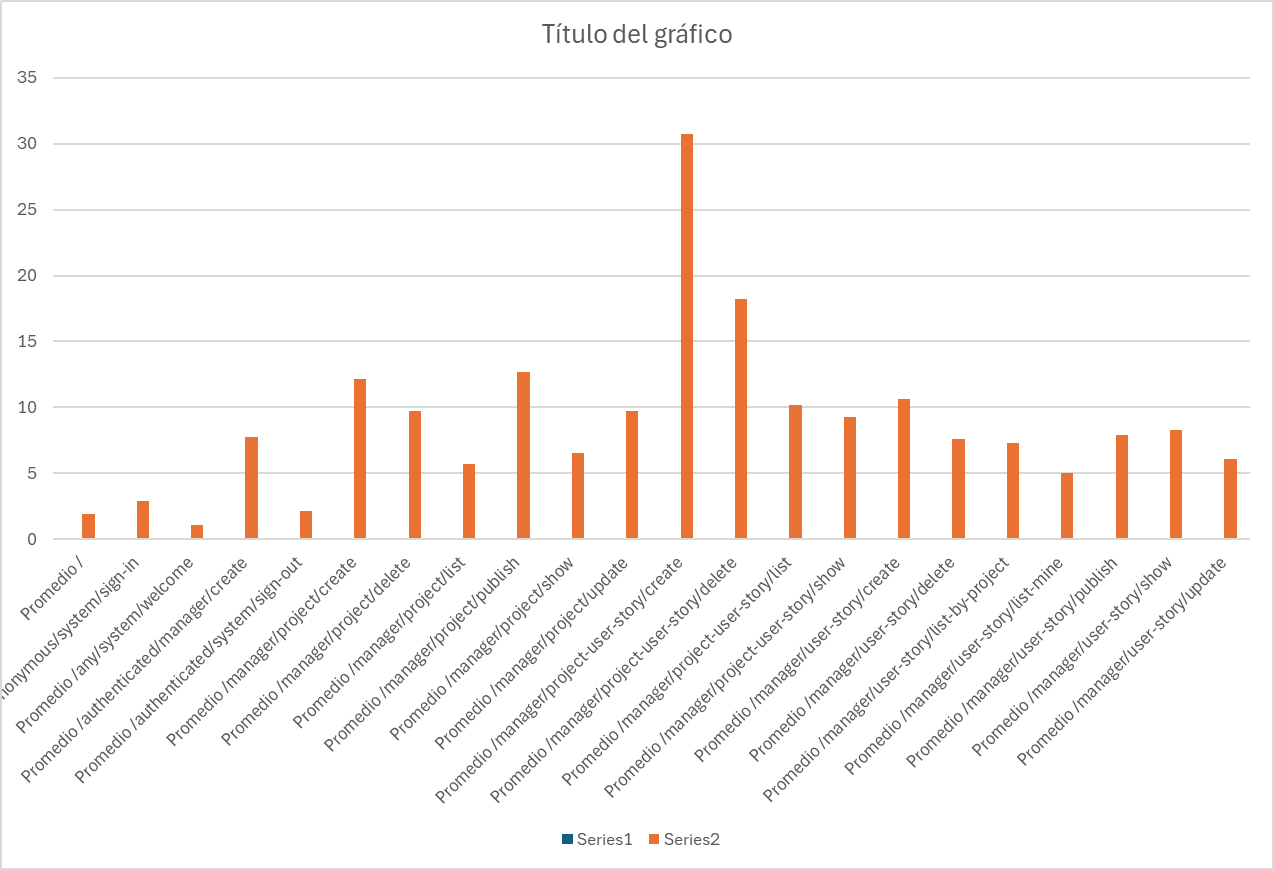 Título del gráfico
35
30
25
20
15
10
5
0
Promedio /
onymous/system/sign-in
Promedio /any/system/welcome
Promedio /authenticated/manager/create
Promedio /authenticated/system/sign-out
Promedio /manager/project/create
Promedio /manager/project/delete
Promedio /manager/project/list
Promedio /manager/project/publish
Promedio /manager/project/show
Promedio /manager/project/update
Promedio /manager/project-user-story/create
Promedio /manager/project-user-story/delete
Promedio /manager/project-user-story/list
Promedio /manager/project-user-story/show
Promedio /manager/user-story/create
Promedio /manager/user-story/delete
Promedio /manager/user-story/list-by-project
Promedio /manager/user-story/list-mine
Promedio /manager/user-story/publish
Promedio /manager/user-story/show
Promedio /manager/user-story/update
Series1 Series2